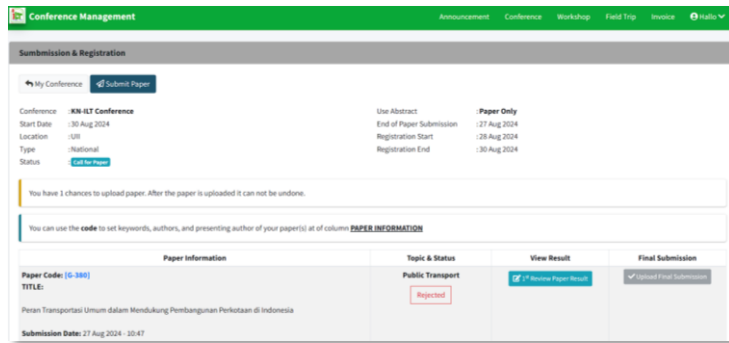 Conference Management
Announcement Conference Workshop Field Trip Invoice Hallo
Sumbmission & Registration
My Conference Submit Paper
Conference : KN-ILT Conference Use Abstract : Paper Only
Start Date : 30 Aug 2024 End of Paper Submission : 27 Aug 2024
Location : UII Registration Start : 28 Aug 2024
Type : National Registration End : 30 Aug 2024
Status : Call for Paper
You have 1 chances to upload paper. After the paper is uploaded it can not be undone.
You can use the code to set keywords, authors, and presenting author of your paper(s) at of column PAPER INFORMATION
Paper Information Topic & Status View Result Final Submission
Paper Code: [G-380] Public Transport 1st Review Paper Result Upload Final Submission
TITLE: Rejected
Peran Transportasi Umum dalam Mendukung Pembangunan Perkotaan di Indonesia
Submission Date: 27 Aug 2024 - 10:47